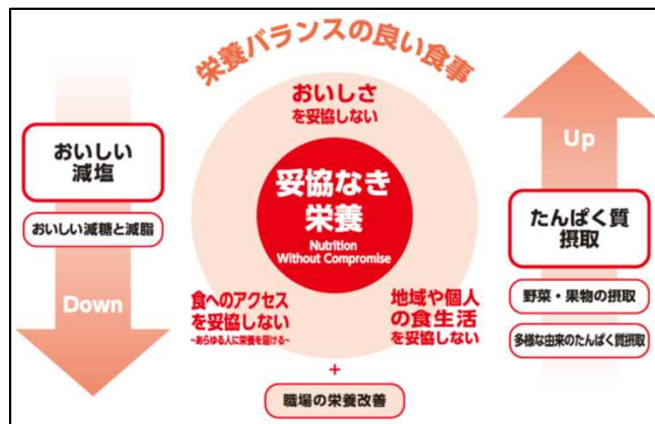 栄養バランスの良い食事
おいしい
減塩
おいしい減糖と減脂
Down
おいしさ
を妥協しない
妥協なき
栄養
Nutrition
Without Compromise
食へのアクセス
を妥協しない
~あらゆる人に栄養を届ける~
地域や個人
の食生活
を妥協しない
+
職場の栄養改善
Up
たんぱく質
摂取
野菜・果物の摂取
多様な由来のたんぱく質摂取